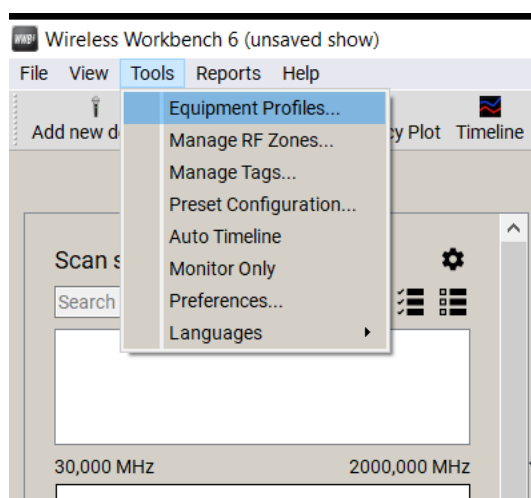 Wireless Workbench 6 (unsaved show)
File View Tools Reports Help
Add new d
cy Plot Timeline
Equipment Profiles...
Manage RF Zones...
Manage Tags...
Preset Configuration...
Auto Timeline
Monitor Only
Preferences...
Languages
Scan s
Search
30,000 MHz 2000,000 MHz